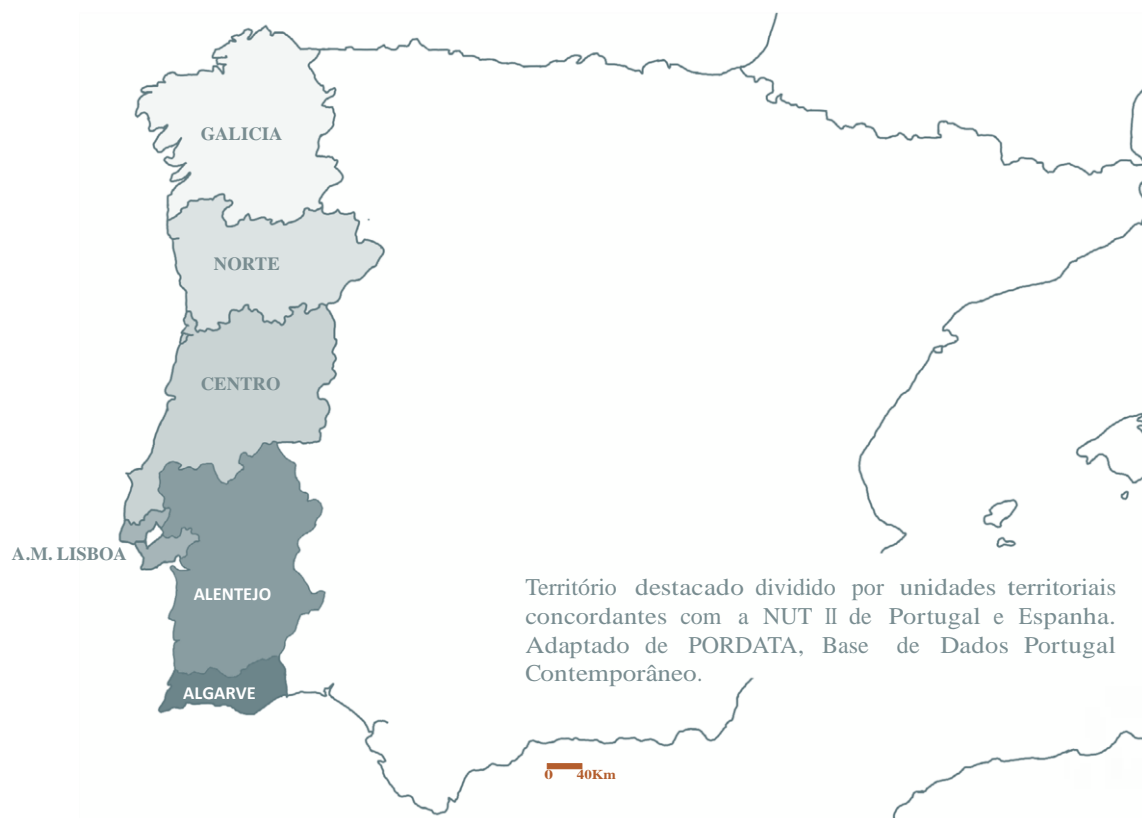 GALICIA
NORTE
CENTRO
A.M. LISBOA
ALENTEJO
Território destacado dividido por unidades territoriais
concordantes com a NUT II de Portugal e Espanha.
Adaptado de PORDATA, Base de Dados Portugal
Contemporâneo.
ALGARVE
0 40Km